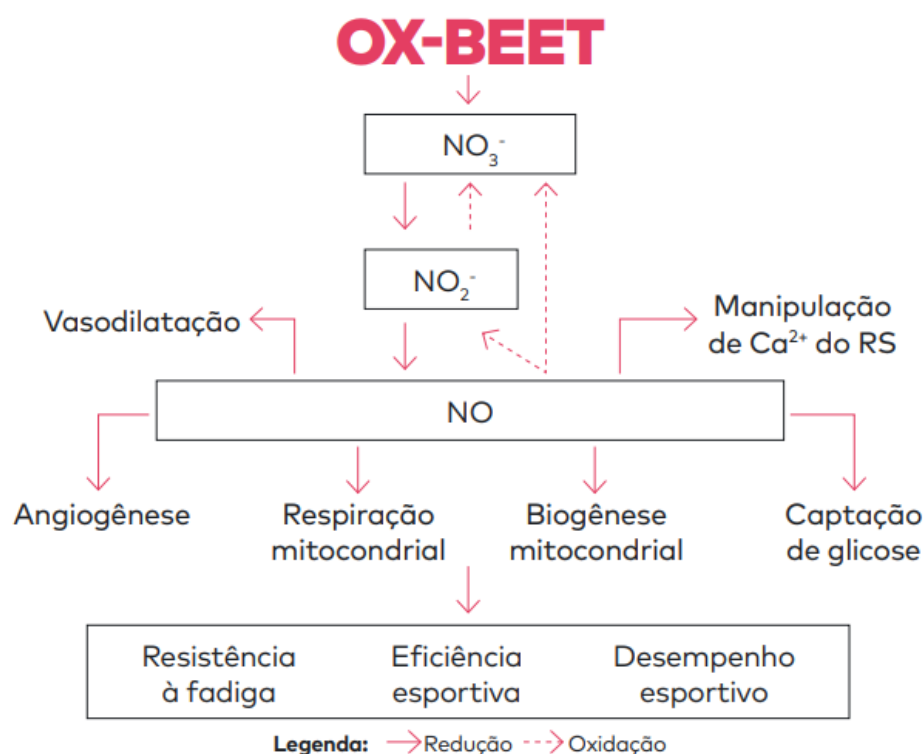 OX-BEET
NO₃⁻
NO₂⁻
Vasodilatação
Manipulação
de Ca²⁺ do RS
NO
Angiogênese
Respiração
mitocondrial
Biogênese
mitocondrial
Captação
de glicose
Resistência
à fadiga
Eficiência
esportiva
Desempenho
esportivo
Legenda: Redução Oxidação